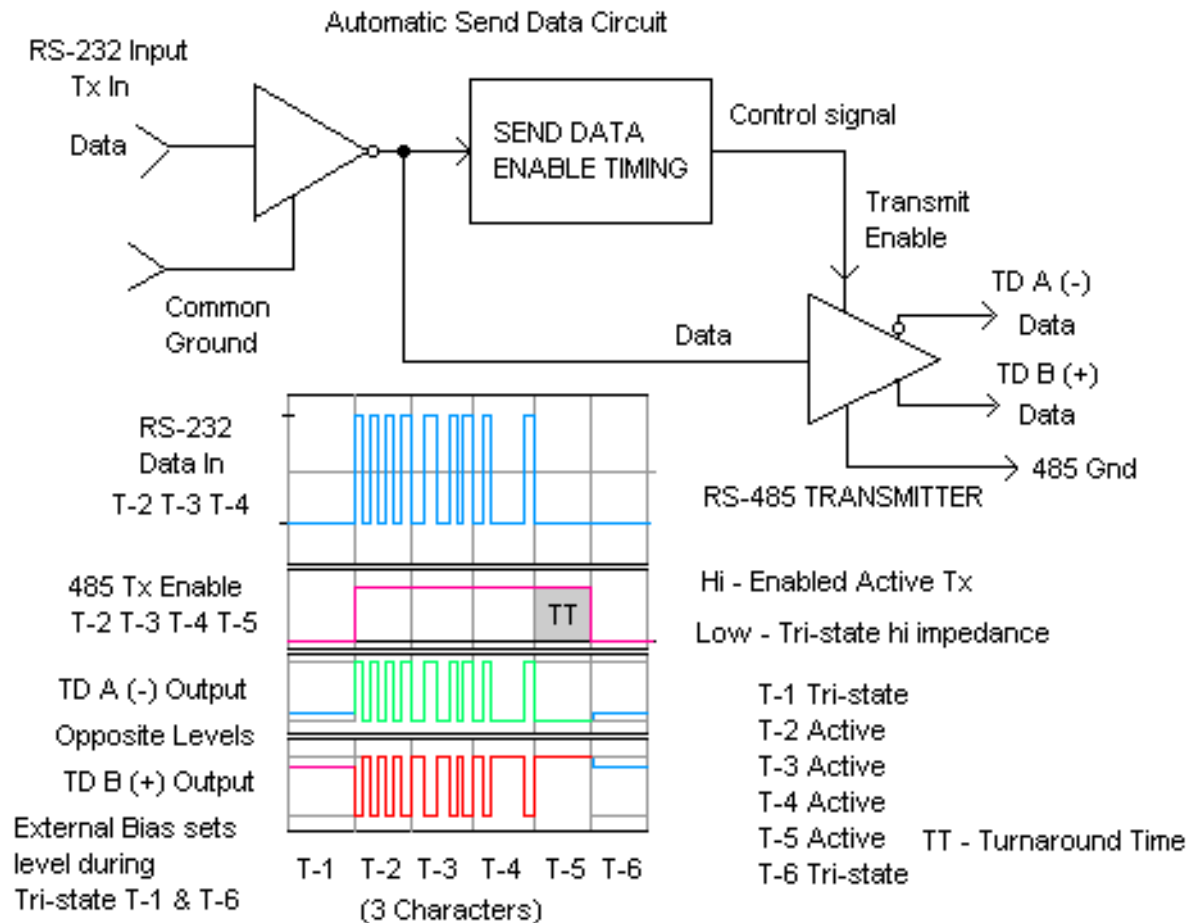 Automatic Send Data Circuit
RS-232 Input
Tx In
Data
Common
Ground
SEND DATA
ENABLE TIMING
Control signal
Transmit
Enable
Data
TD A (-)
Data
TD B (+)
Data
485 Gnd
RS-485 TRANSMITTER
RS-232
Data In
T-2 T-3 T-4
485 Tx Enable
T-2 T-3 T-4 T-5
TT
Hi - Enabled Active Tx
Low - Tri-state hi impedance
TD A (-) Output
Opposite Levels
TD B (+) Output
External Bias sets
level during
Tri-state T-1 & T-6
T-1 T-2 T-3 T-4 T-5 T-6
(3 Characters)
T-1 Tri-state
T-2 Active
T-3 Active
T-4 Active
T-5 Active TT - Turnaround Time
T-6 Tri-state